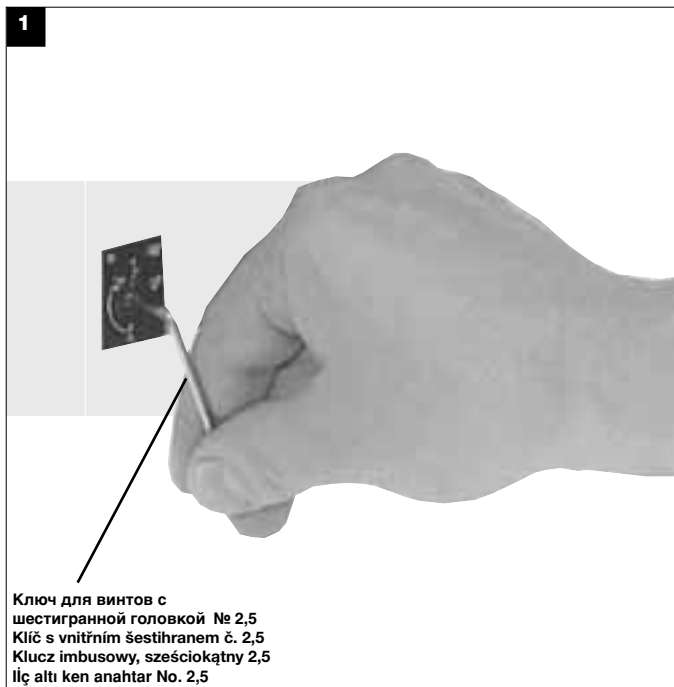 1
Ключ для винтов с
шестигранной головкой № 2,5
Klíč s vnitřním šestihranem č. 2,5
Klucz imbusowy, sześciokątny 2,5
İlç altı ken anahtar No. 2,5